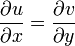 ∂u/∂x = ∂v/∂y